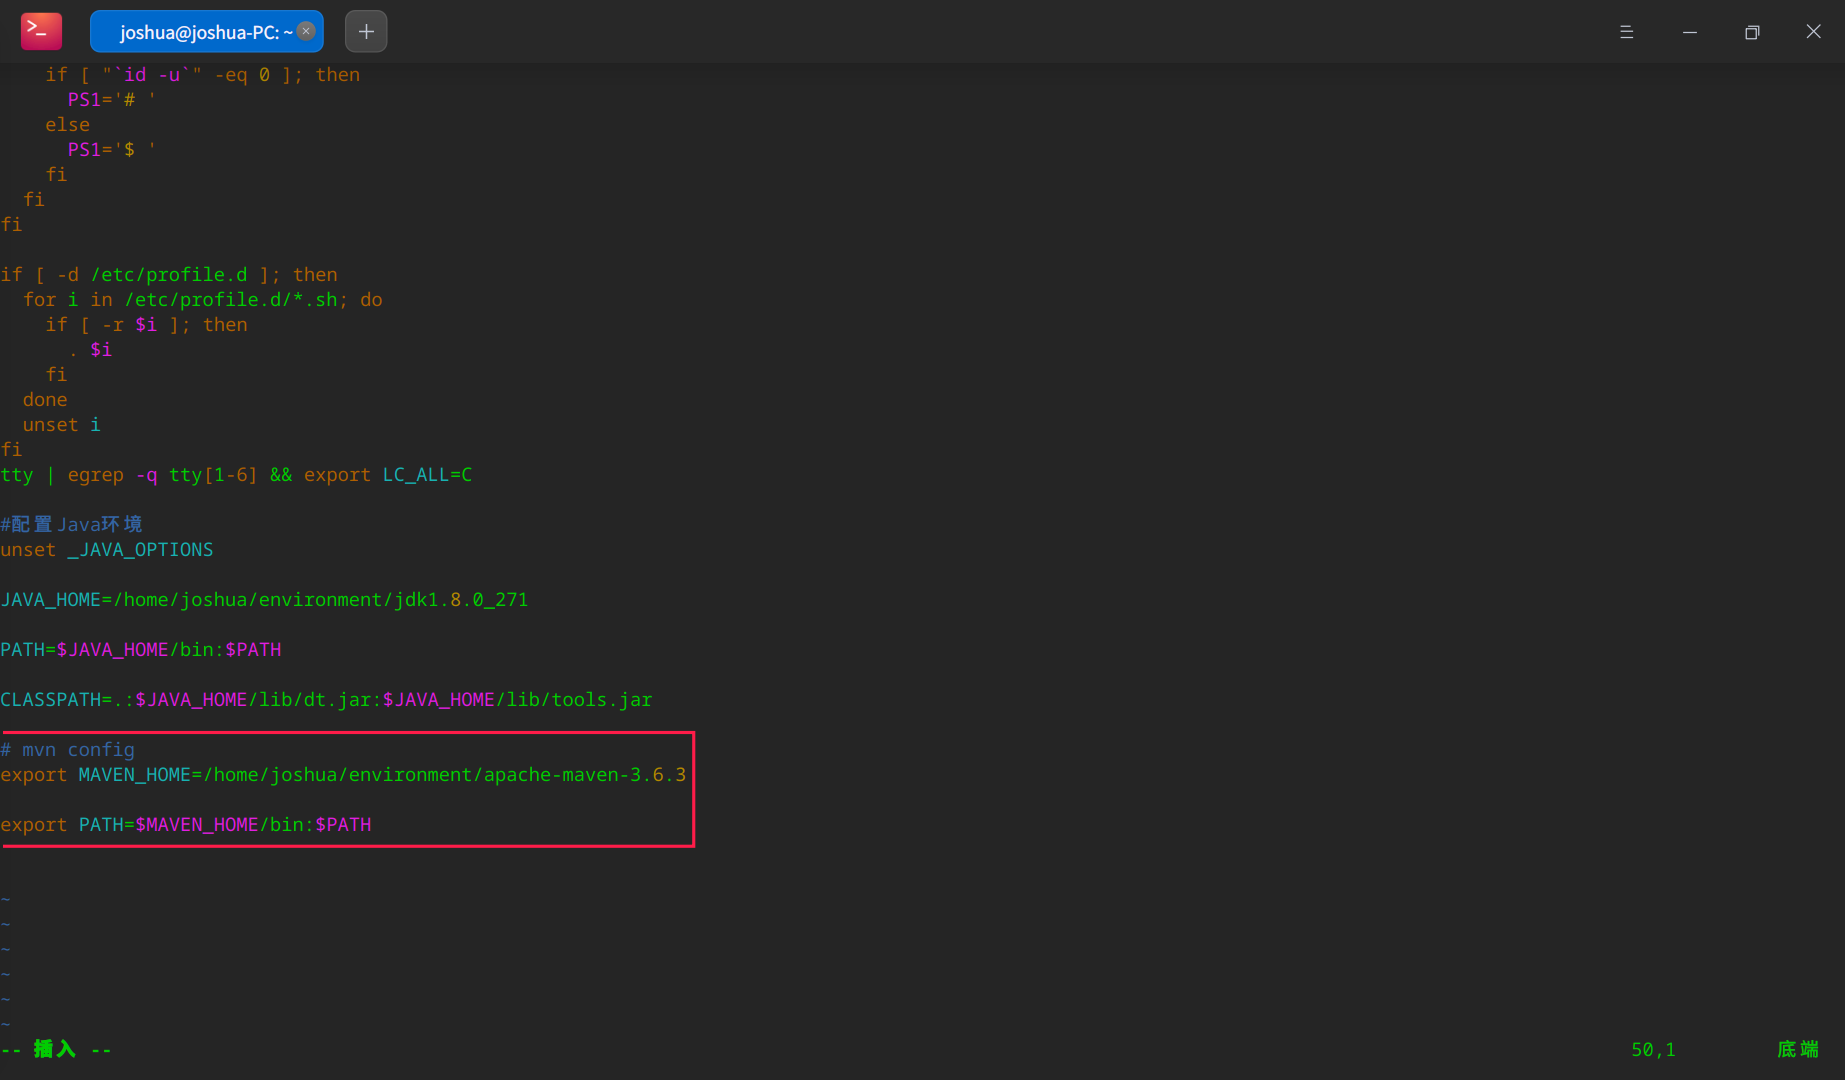 joshua@joshua-PC: ~
    if [ "`id -u`" -eq 0 ]; then
      PS1='# '
    else
      PS1='$ '
    fi
  fi
fi

if [ -d /etc/profile.d ]; then
  for i in /etc/profile.d/*.sh; do
    if [ -r $i ]; then
      . $i
    fi
  done
  unset i
fi
tty | egrep -q tty[1-6] && export LC_ALL=C

#配置Java环境
unset _JAVA_OPTIONS

JAVA_HOME=/home/joshua/environment/jdk1.8.0_271

PATH=$JAVA_HOME/bin:$PATH

CLASSPATH=.:$JAVA_HOME/lib/dt.jar:$JAVA_HOME/lib/tools.jar

# mvn config
export MAVEN_HOME=/home/joshua/environment/apache-maven-3.6.3

export PATH=$MAVEN_HOME/bin:$PATH

~
~
~
~
~
~
-- 插入 --
50,1
底端